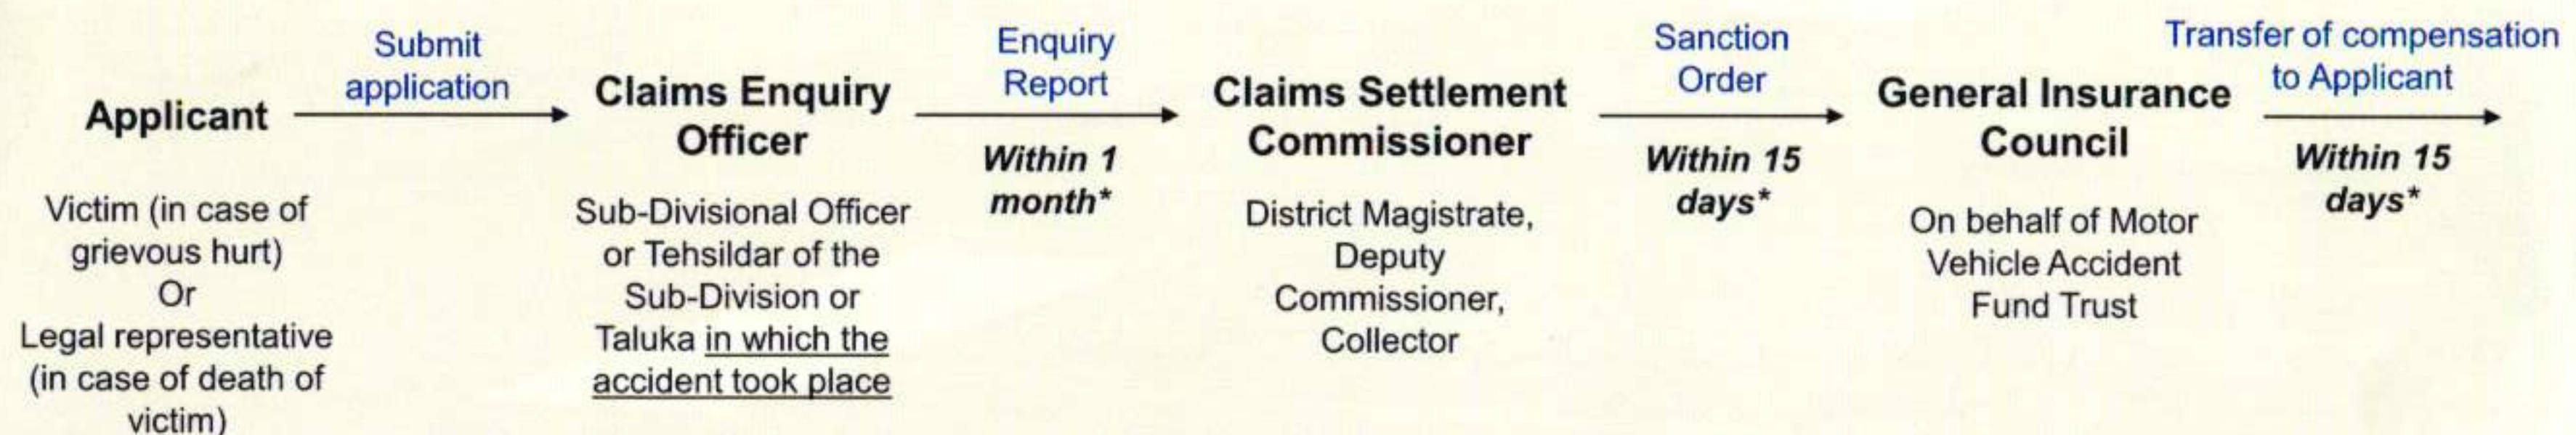 Applicant
Victim (in case of
grievous hurt)
Or
Legal representative
(in case of death of
victim)
Submit
application
Claims Enquiry
Officer
Sub-Divisional Officer
or Tehsildar of the
Sub-Division or
Taluka in which the
accident took place
Enquiry
Report
Within 1
month*
Claims Settlement
Commissioner
District Magistrate,
Deputy
Commissioner,
Collector
Sanction
Order
Within 15
days*
General Insurance
Council
On behalf of Motor
Vehicle Accident
Fund Trust
Transfer of compensation
to Applicant
Within 15
days*